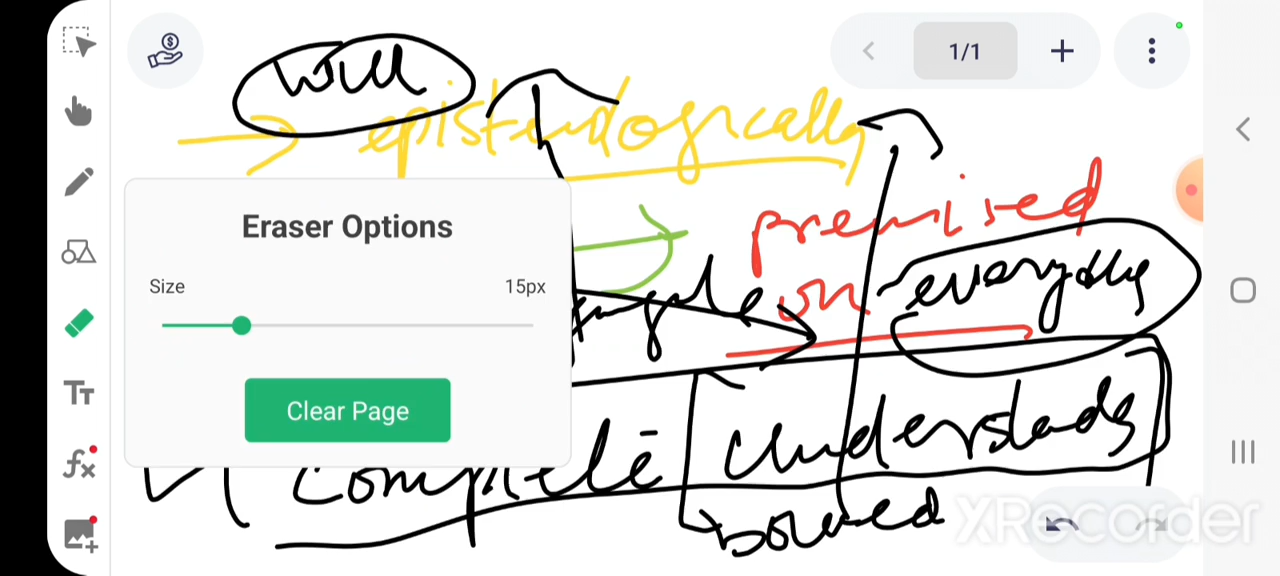 will
1/1
epistemologically
premised
Eraser Options
on everyday
Size 15px
Clear Page
understands
complete
bound
XRecorder